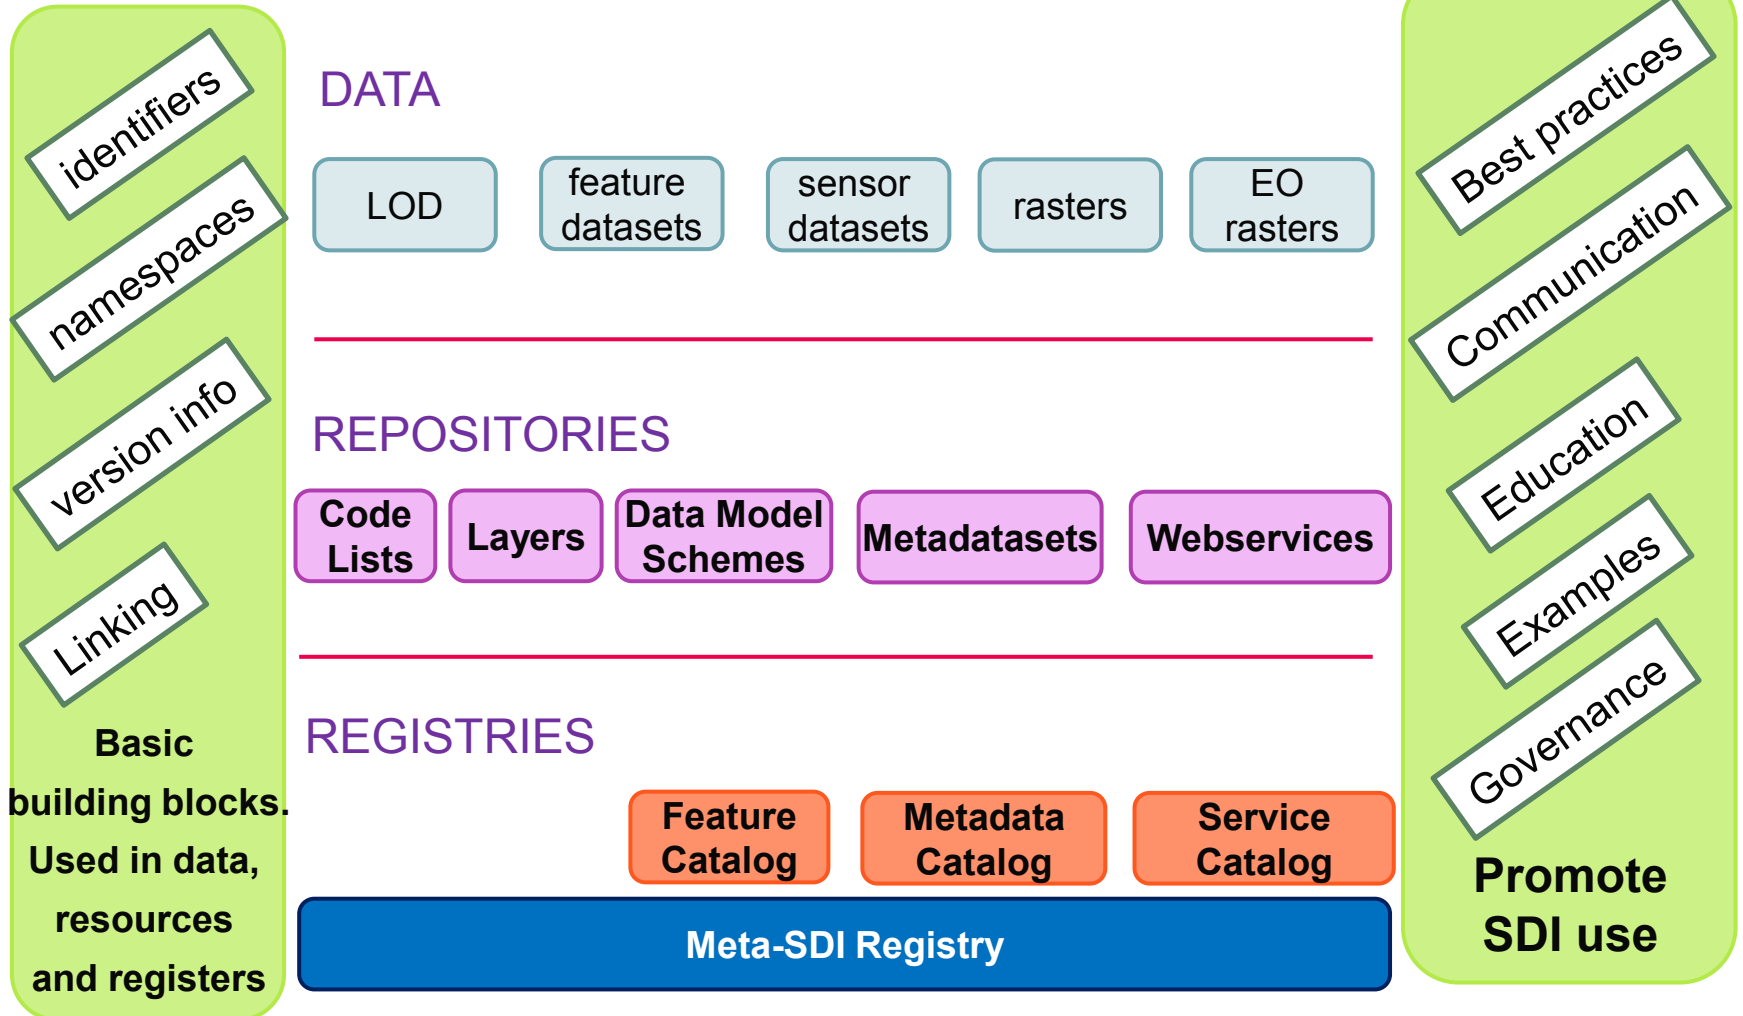 identifiers
namespaces
version info
Linking
Basic
building blocks.
Used in data,
resources
and registers
DATA
LOD
feature
datasets
sensor
datasets
rasters
EO
rasters
REPOSITORIES
Code
Lists
Layers
Data Model
Schemes
Metadatasets
Webservices
REGISTRIES
Feature
Catalog
Metadata
Catalog
Service
Catalog
Meta-SDI Registry
Best practices
Communication
Education
Examples
Governance
Promote
SDI use